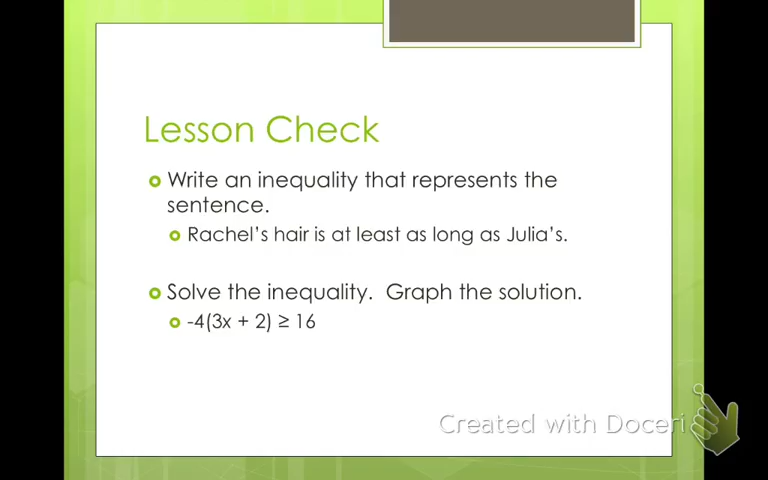 Lesson Check
Write an inequality that represents the
sentence.
Rachel's hair is at least as long as Julia's.
Solve the inequality.  Graph the solution.
-4(3x + 2) ≥ 16
Created with Doceri